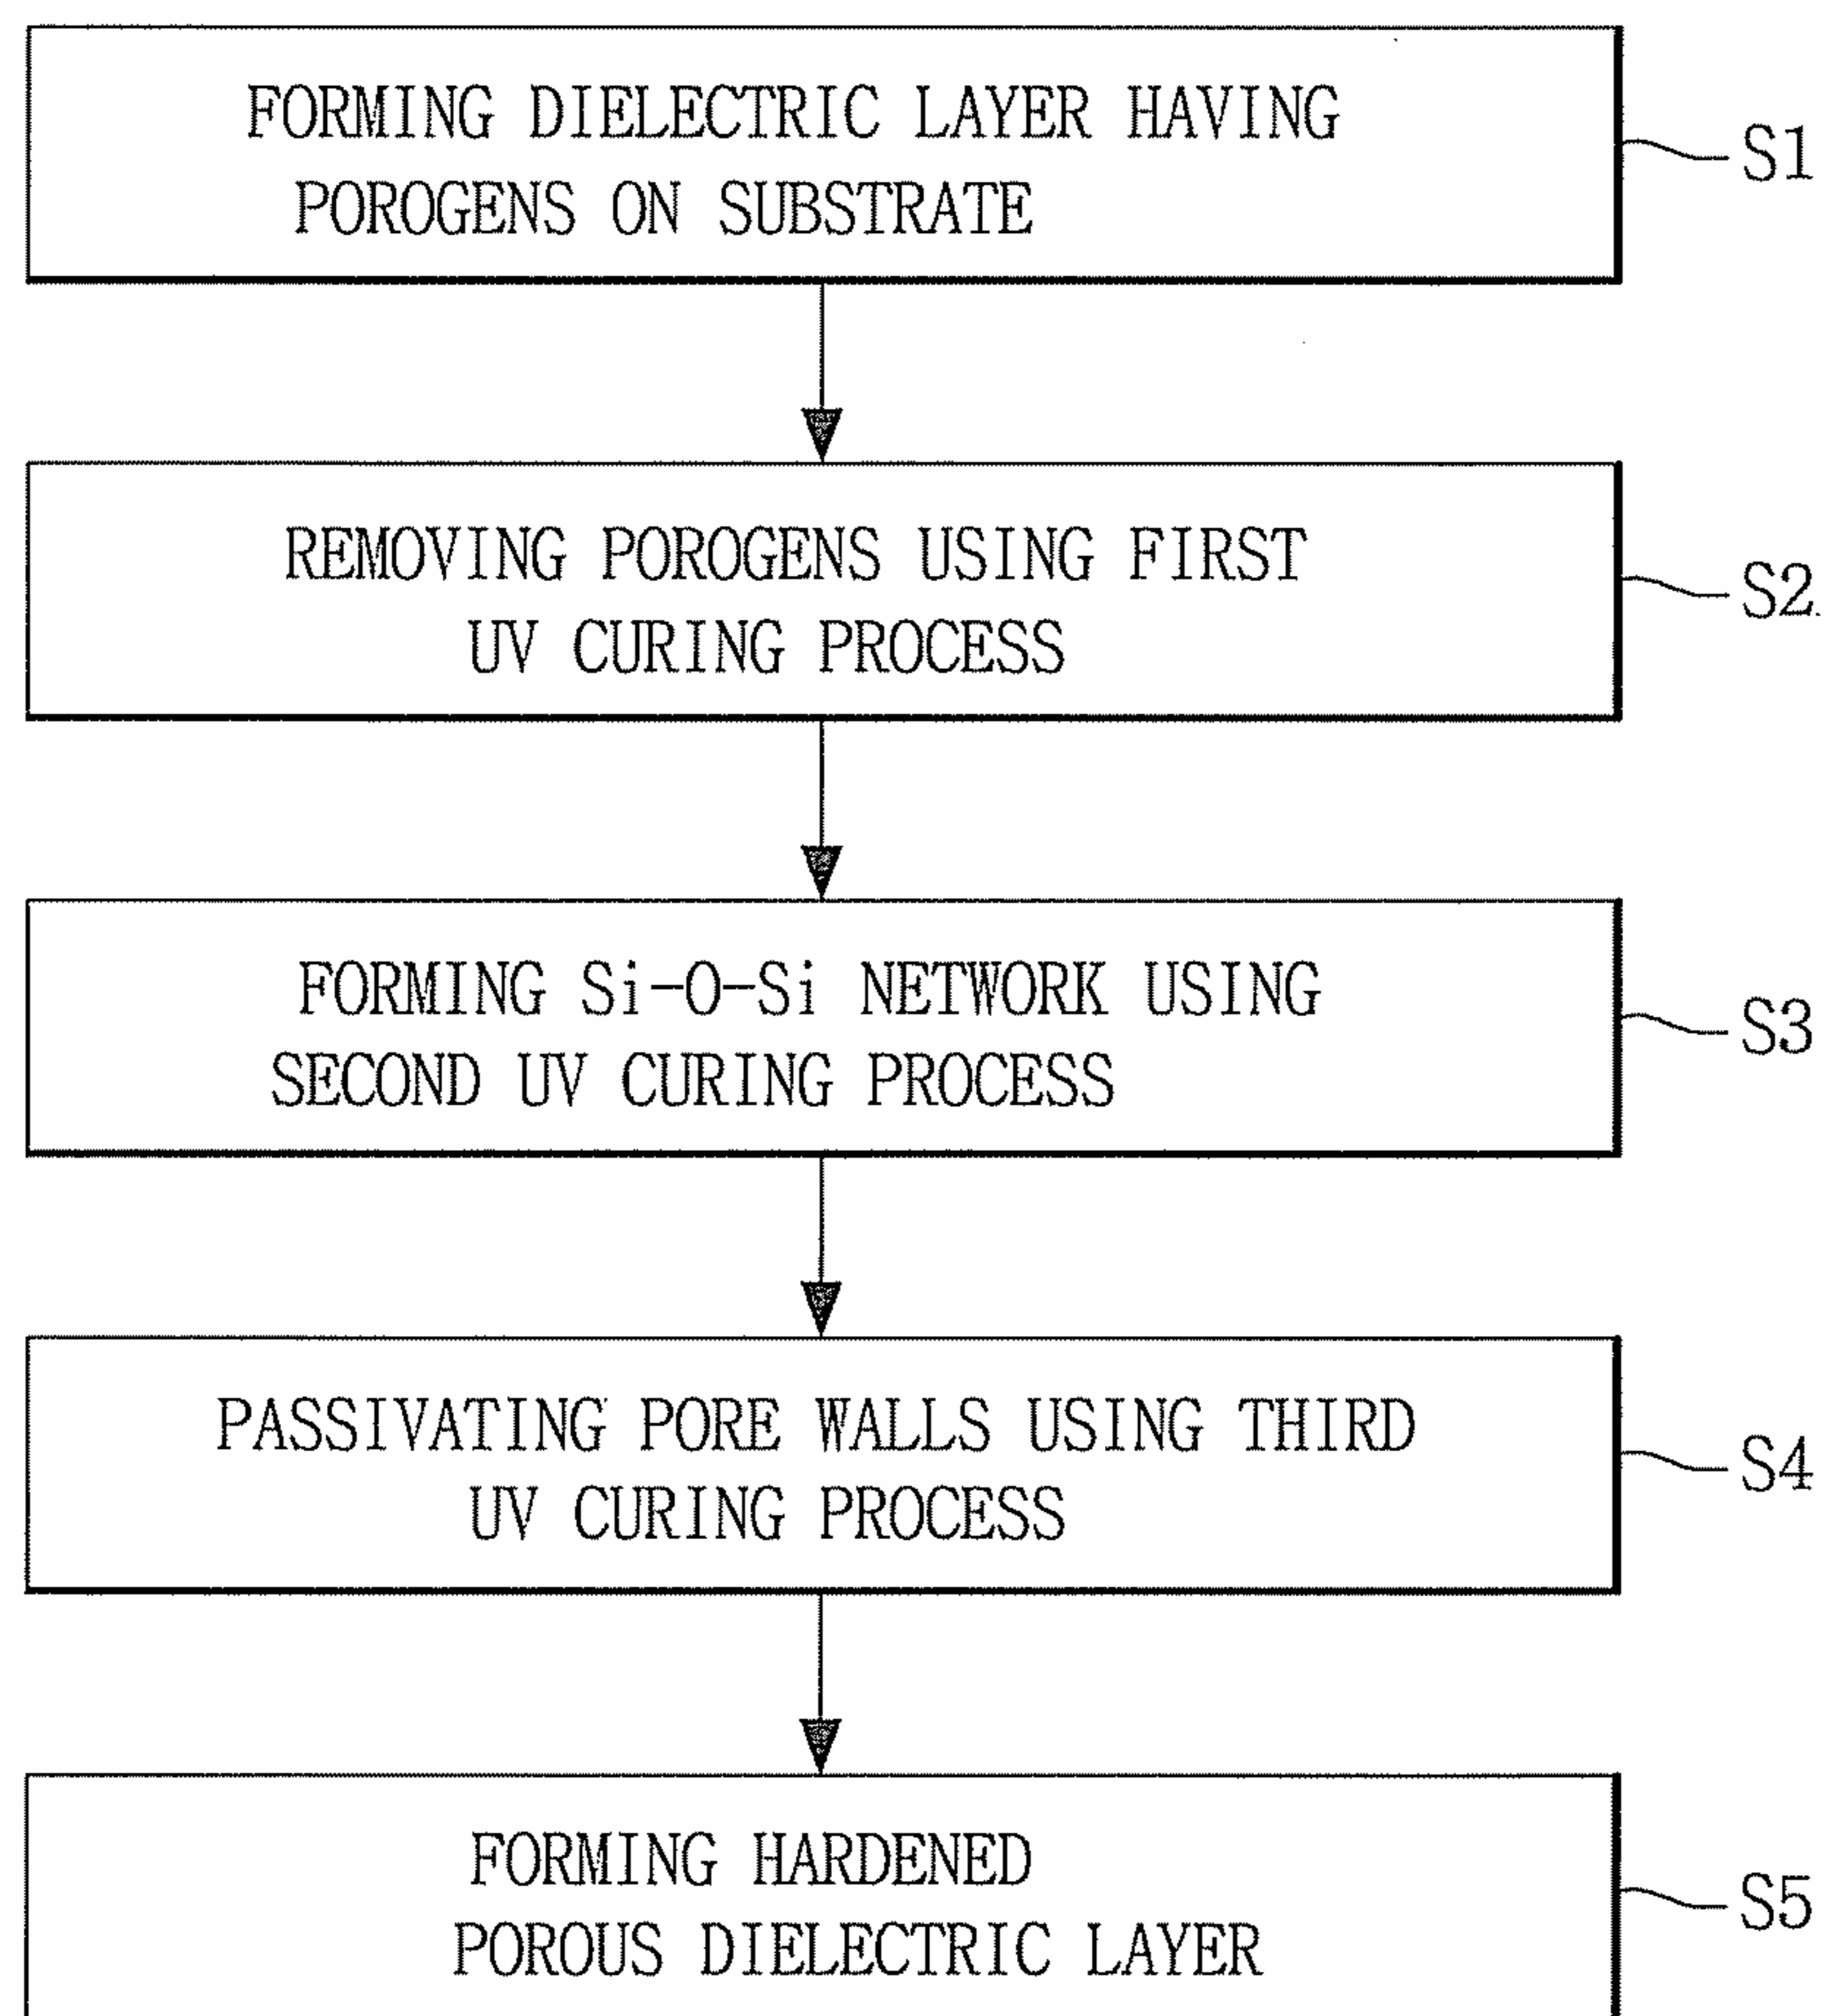 FORMING DIELECTRIC LAYER HAVING
POROGENS ON SUBSTRATE
S1
REMOVING POROGENS USING FIRST
UV CURING PROCESS
S2
FORMING Si-O-Si NETWORK USING
SECOND UV CURING PROCESS
S3
PASSIVATING PORE WALLS USING THIRD
UV CURING PROCESS
S4
FORMING HARDENED
POROUS DIELECTRIC LAYER
S5